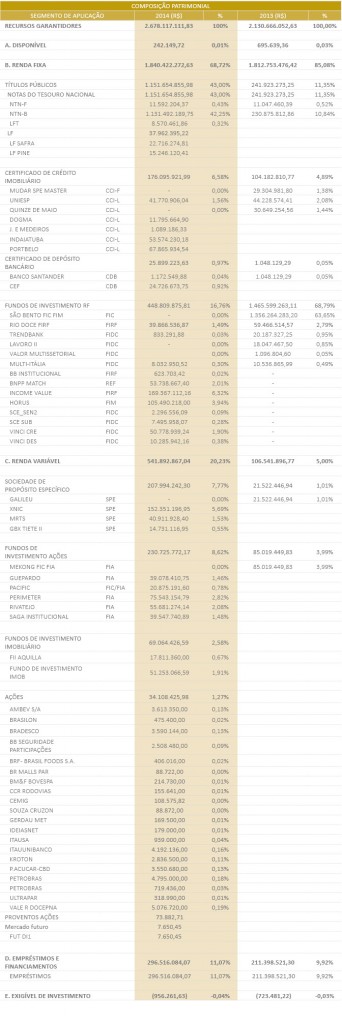 COMPOSIÇÃO PATRIMONIAL
SEGMENTO DE APLICAÇÃO 2014 (R$) % 2013 (R$) %
RECURSOS GARANTIDORES 2.678.117.111,83 100% 2.130.666.052,63 100,00%
A. DISPONÍVEL 242.149,72 0,01% 695.639,36 0,03%
B. RENDA FIXA 1.840.422.272,63 68,72% 1.812.753.476,42 85,08%
TÍTULOS PÚBLICOS 1.151.654.855,98 43,00% 241.923.273,25 11,35%
NOTAS DO TESOURO NACIONAL 1.151.654.855,98 43,00% 241.923.273,25 11,35%
NTN-F 11.592.204,37 0,43% 11.047.460,39 0,52%
NTN-B 1.131.492.189,75 42,25% 230.875.812,86 10,84%
LFT 8.570.461,86 0,32%
LF 37.962.395,22
LF SAFRA 22.716.274,81
LF PINE 15.246.120,41
CERTIFICADO DE CRÉDITO
IMOBILIÁRIO 176.095.921,99 6,58% 104.182.810,77 4,89%
MUDAR SPE MASTER CCI-F - 0,00% 29.304.981,80 1,38%
UNIESP CCI-L 41.770.906,04 1,56% 44.228.574,41 2,08%
QUINZE DE MAIO CCI-L - 0,00% 30.649.254,56 1,44%
DOGMA CCI-L 11.795.664,90
J. E MEDEIROS CCI-L 1.089.186,33
INDAIATUBA CCI-L 53.574.230,18
PORTBELO CCI-L 67.865.934,54
CERTIFICADO DE DEPÓSITO
BANCÁRIO 25.899.223,63 0,97% 1.048.129,29 0,05%
BANCO SANTANDER CDB 1.172.549,88 0,04% 1.048.129,29 0,05%
CEF CDB 24.726.673,75 0,92%
FUNDOS DE INVESTIMENTO RF 448.809.875,81 16,76% 1.465.599.263,11 68,79%
SÃO BENTO FIC FIM FIC - 0,00% 1.356.264.283,20 63,65%
RIO DOCE FIRF FIRF 39.866.536,87 1,49% 59.466.514,57 2,79%
TRENDBANK FIDC 833.291,88 0,03% 20.187.327,25 0,95%
LAVORO II FIDC - 0,00% 18.047.467,50 0,85%
VALOR MULTISSETORIAL FIDC - 0,00% 1.096.804,60 0,05%
MULTI-ITÁLIA FIDC 8.032.950,52 0,30% 10.536.865,99 0,49%
BB INSTITUCIONAL FIRF 623.703,42 0,02% -
BNPP MATCH REF 53.738.667,40 2,01% -
INCOME VALUE FIRF 169.367.112,16 6,32% -
HORUS FIM 105.490.218,00 3,94% -
SCE_SEN2 FIDC 2.296.556,09 0,09% -
SCE SUB FIDC 7.495.958,07 0,28% -
VINCI CRE FIDC 50.778.939,24 1,90% -
VINCI DES FIDC 10.285.942,16 0,38% -
C. RENDA VARIÁVEL 541.892.867,04 20,23% 106.541.896,77 5,00%
SOCIEDADE DE
PROPÓSITO ESPECÍFICO 207.994.242,30 7,77% 21.522.446,94 1,01%
GALILEU SPE - 0,00% 21.522.446,94 1,01%
XNIC SPE 152.351.196,95 5,69%
MRTS SPE 40.911.928,40 1,53%
GBX TIETE II SPE 14.731.116,95 0,55%
FUNDOS DE
INVESTIMENTO AÇÕES 230.725.772,17 8,62% 85.019.449,83 3,99%
MEKONG FIC FIA FIA 0,00% 85.019.449,83 3,99%
GUEPARDO FIA 39.078.410,75 1,46%
PACIFIC FIC/FIA 20.875.191,60 0,78%
PERIMETER FIA 75.543.154,79 2,82%
RIVATEJO FIA 55.681.274,14 2,08%
SAGA INSTITUCIONAL FIA 39.547.740,89 1,48%
FUNDOS DE INVESTIMENTO
IMOBILIÁRIO 69.064.426,59 2,58%
FII AQUILLA 17.811.360,00 0,67%
FUNDO DE INVESTIMENTO
IMOB 51.253.066,59 1,91%
AÇÕES 34.108.425,98 1,27%
AMBEV S/A 3.613.350,00 0,13%
BRASILON 475.400,00 0,02%
BRADESCO 3.590.144,00 0,13%
BB SEGURIDADE
PARTICIPAÇÕES 2.508.480,00 0,09%
BRF- BRASIL FOODS S.A. 406.016,00 0,02%
BR MALLS PAR 88.722,00 0,00%
BM&F BOVESPA 214.790,00 0,01%
CCR RODOVIAS 155.641,00 0,01%
CEMIG 108.575,82 0,00%
SOUZA CRUZON 88.872,00 0,00%
GERDAU MET 169.500,00 0,01%
IDEIASNET 179.000,00 0,01%
ITAUSA 939.000,00 0,04%
ITAUUNIBANCO 4.192.136,00 0,16%
KROTON 2.836.500,00 0,11%
P.ACUCAR-CBD 3.550.680,00 0,13%
PETROBRAS 4.795.000,00 0,18%
PETROBRAS 719.436,00 0,03%
ULTRAPAR 318.390,00 0,01%
VALE R DOCEPNA 5.076.720,00 0,19%
PROVENTOS AÇÕES 73.882,71
Mercado futuro 7.650,45
FUT DI1 7.650,45
D. EMPRÉSTIMOS E
FINANCIAMENTOS 296.516.084,07 11,07% 211.398.521,30 9,92%
EMPRÉSTIMOS 296.516.084,07 11,07% 211.398.521,30 9,92%
E. EXIGÍVEL DE INVESTIMENTO (956.261,63) -0,04% (723.481,22) -0,03%